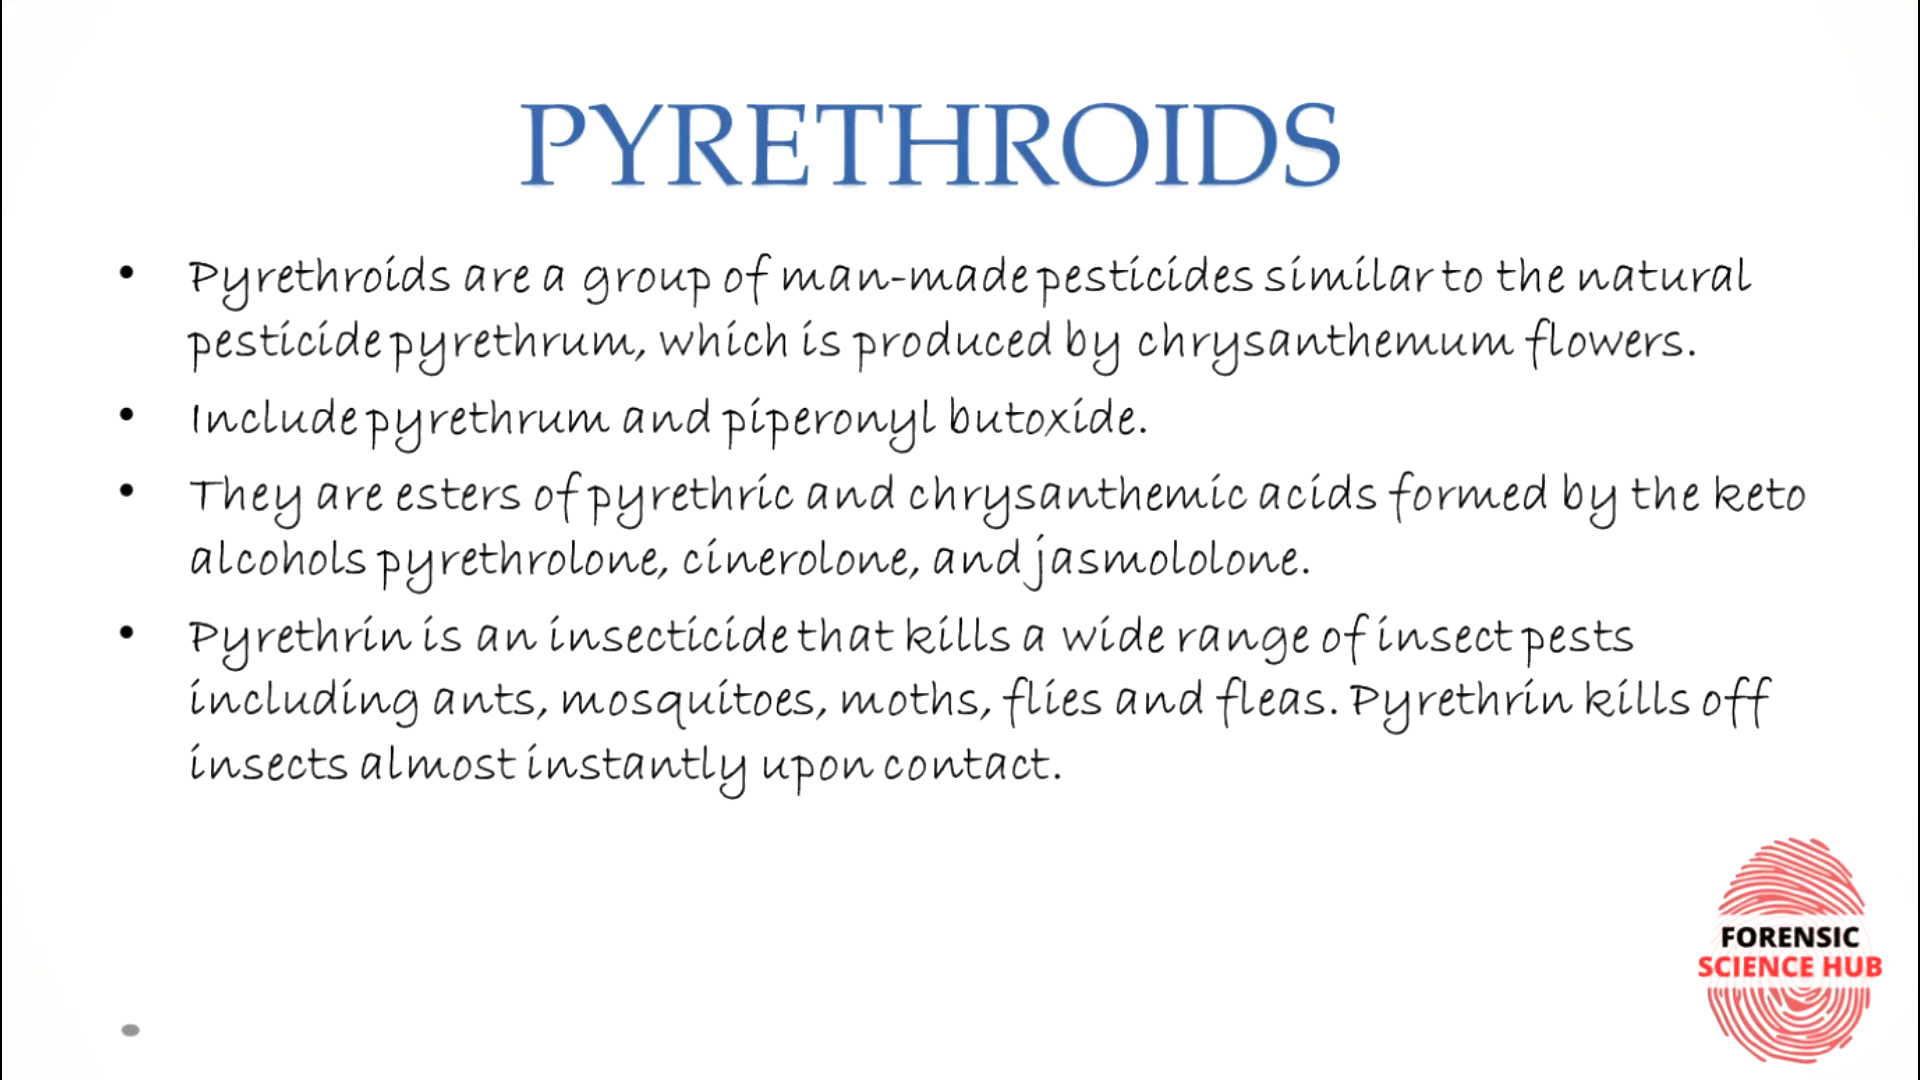 PYRETHROIDS
• Pyrethroids are a group of man-made pesticides similar to the natural
pesticide pyrethrum, which is produced by chrysanthemum flowers.
• Include pyrethrum and piperonyl butoxide.
• They are esters of pyrethric and chrysanthemic acids formed by the keto
alcohols pyrethrolone, cinerolone, and jasmololone.
• Pyrethrin is an insecticide that kills a wide range of insect pests
including ants, mosquitoes, moths, flies and fleas. Pyrethrin kills off
insects almost instantly upon contact.
FORENSIC
SCIENCE HUB